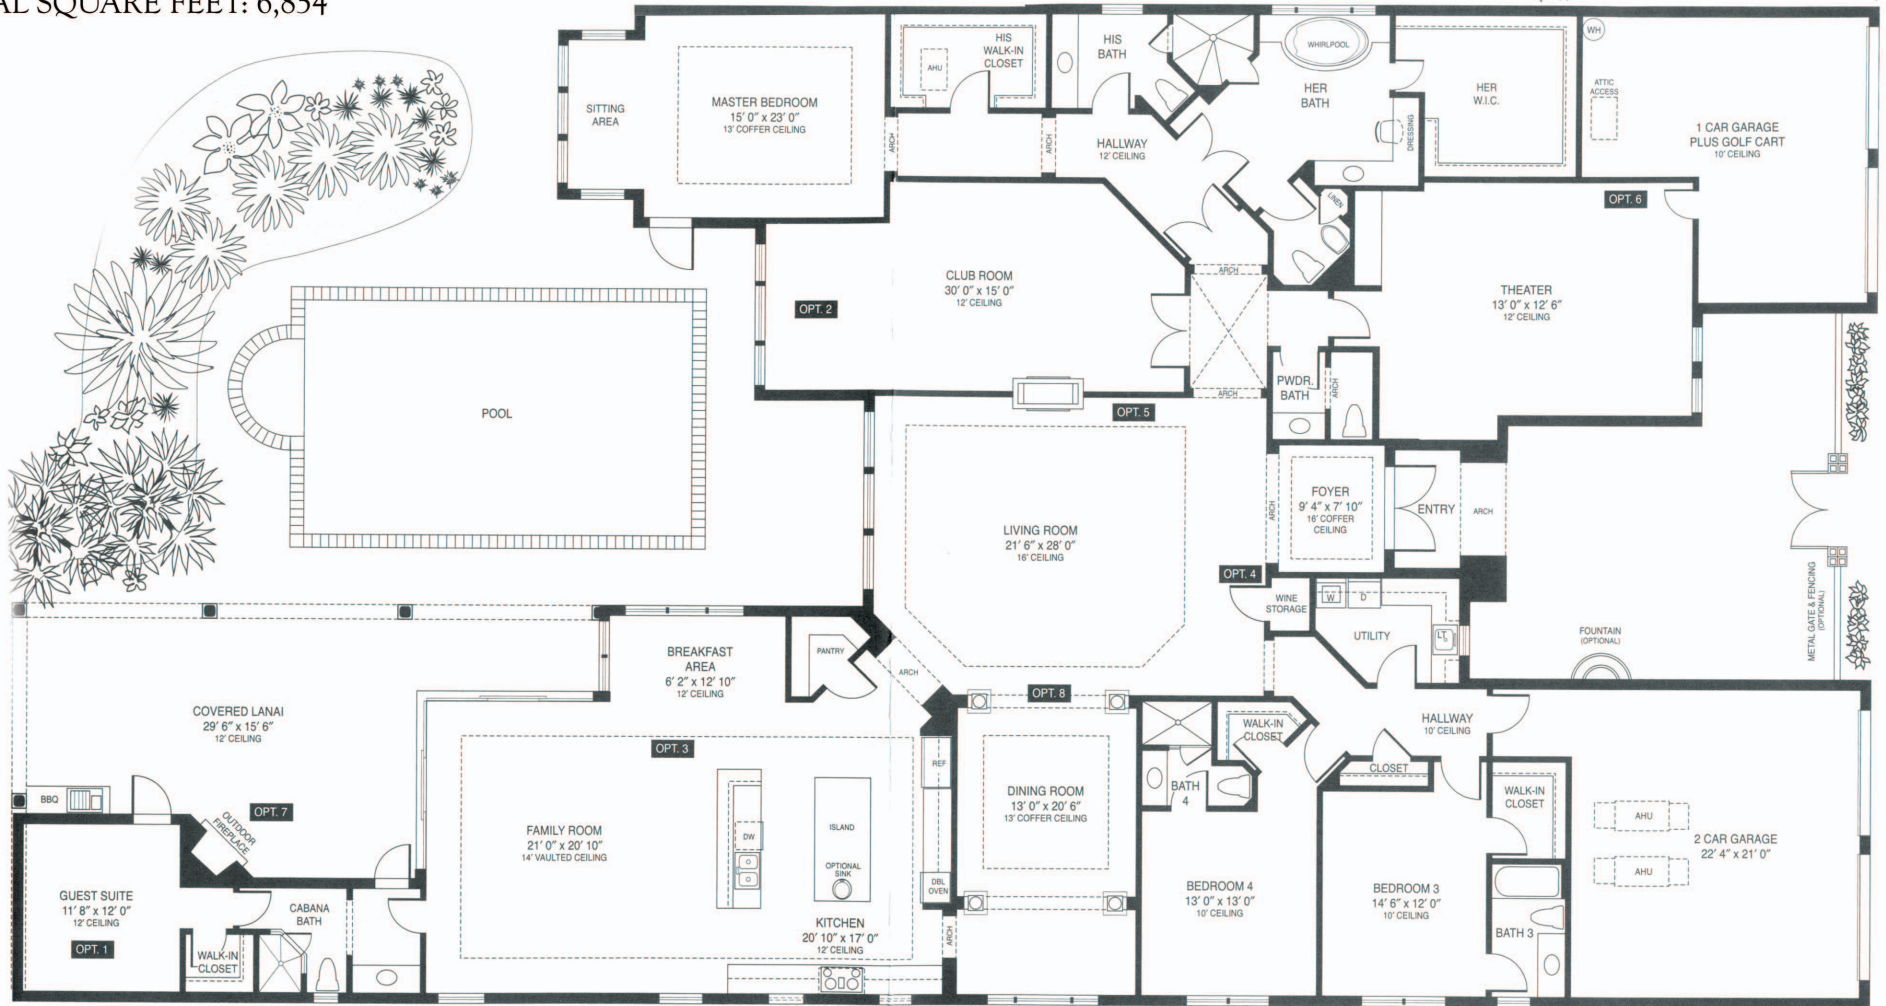 AL SQUARE FEET: 6,854
SITTING
AREA
MASTER BEDROOM
15' 0" x 23' 0"
13' COFFER CEILING
HIS
WALK-IN
CLOSET
AHU
HIS
BATH
WHIRLPOOL
HER
BATH
HER
W.I.C.
DRESSING
WH
ATTIC
ACCESS
1 CAR GARAGE
PLUS GOLF CART
10' CEILING
ARCH
ARCH
HALLWAY
12' CEILING
LINEN
OPT. 6
CLUB ROOM
30' 0" x 15' 0"
12' CEILING
OPT. 2
ARCH
ARCH
THEATER
13' 0" x 12' 6"
12' CEILING
PWDR.
BATH
ARCH
POOL
OPT. 5
LIVING ROOM
21' 6" x 28' 0"
16' CEILING
ARCH
FOYER
9' 4" x 7' 10"
16' COFFER
CEILING
ENTRY
ARCH
OPT. 4
WINE
STORAGE
W
D
UTILITY
LT.
FOUNTAIN
(OPTIONAL)
METAL GATE & FENCING
(OPTIONAL)
BREAKFAST
AREA
6' 2" x 12' 10"
12' CEILING
PANTRY
ARCH
COVERED LANAI
29' 6" x 15' 6"
12' CEILING
OPT. 3
OPT. 8
BBQ
OPT. 7
OUTDOOR
FIREPLACE
FAMILY ROOM
21' 0" x 20' 10"
14' VAULTED CEILING
DW
ISLAND
OPTIONAL
SINK
REF
DBL
OVEN
KITCHEN
20' 10" x 17' 0"
12' CEILING
ARCH
DINING ROOM
13' 0" x 20' 6"
13' COFFER CEILING
WALK-IN
CLOSET
BATH
4
HALLWAY
10' CEILING
CLOSET
WALK-IN
CLOSET
AHU
AHU
2 CAR GARAGE
22' 4" x 21' 0"
GUEST SUITE
11' 8" x 12' 0"
12' CEILING
OPT. 1
CABANA
BATH
WALK-IN
CLOSET
BEDROOM 4
13' 0" x 13' 0"
10' CEILING
BEDROOM 3
14' 6" x 12' 0"
10' CEILING
BATH 3